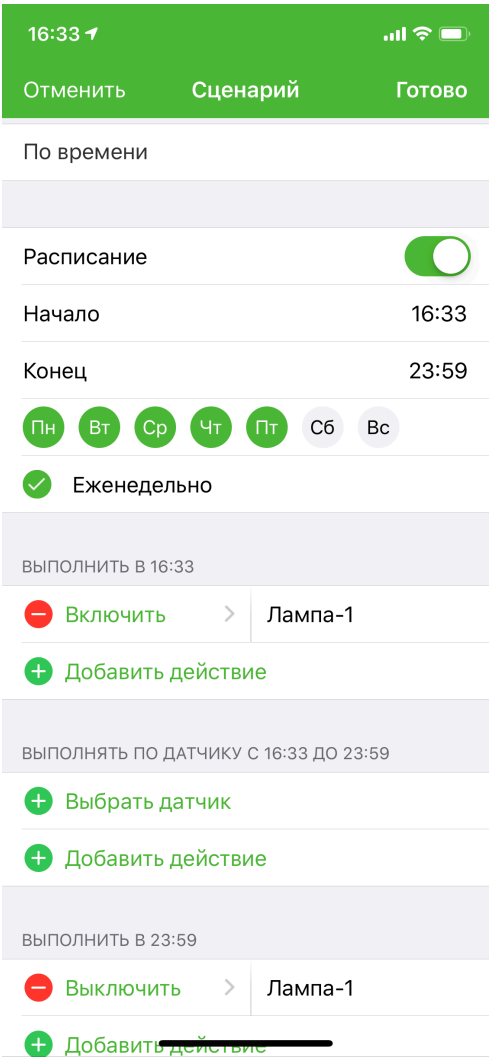 16:33
Отменить Сценарий Готово
По времени
Расписание
Начало 16:33
Конец 23:59
Пн Вт Ср Чт Пт Сб Вс
Еженедельно
ВЫПОЛНИТЬ В 16:33
Включить Лампа-1
Добавить действие
ВЫПОЛНЯТЬ ПО ДАТЧИКУ С 16:33 ДО 23:59
Выбрать датчик
Добавить действие
ВЫПОЛНИТЬ В 23:59
Выключить Лампа-1
Добавить действие